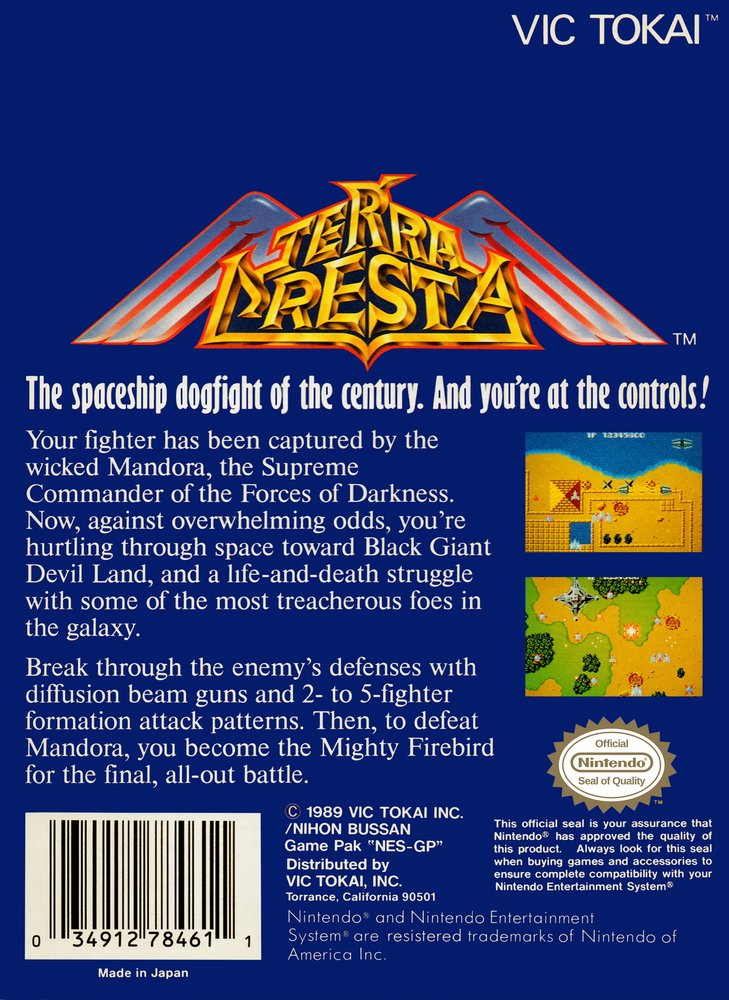 VIC TOKAI™
TERRA
CRESTA
TM
The spaceship dogfight of the century. And you're at the controls!
Your fighter has been captured by the
wicked Mandora, the Supreme
Commander of the Forces of Darkness.
Now, against overwhelming odds, you're
hurtling through space toward Black Giant
Devil Land, and a life-and-death struggle
with some of the most treacherous foes in
the galaxy.
Break through the enemy's defenses with
diffusion beam guns and 2- to 5-fighter
formation attack patterns. Then, to defeat
Mandora, you become the Mighty Firebird
for the final, all-out battle.
1P 12345600
Official
Nintendo®
Seal of Quality
TM
This official seal is your assurance that
Nintendo® has approved the quality of
this product. Always look for this seal
when buying games and accessories to
ensure complete compatibility with your
Nintendo Entertainment System®
© 1989 VIC TOKAI INC.
/NIHON BUSSAN
Game Pak "NES-GP"
Distributed by
VIC TOKAI, INC.
Torrance, California 90501
Nintendo® and Nintendo Entertainment
System® are registered trademarks of Nintendo of
America Inc.
0 34912 78461 1
Made in Japan